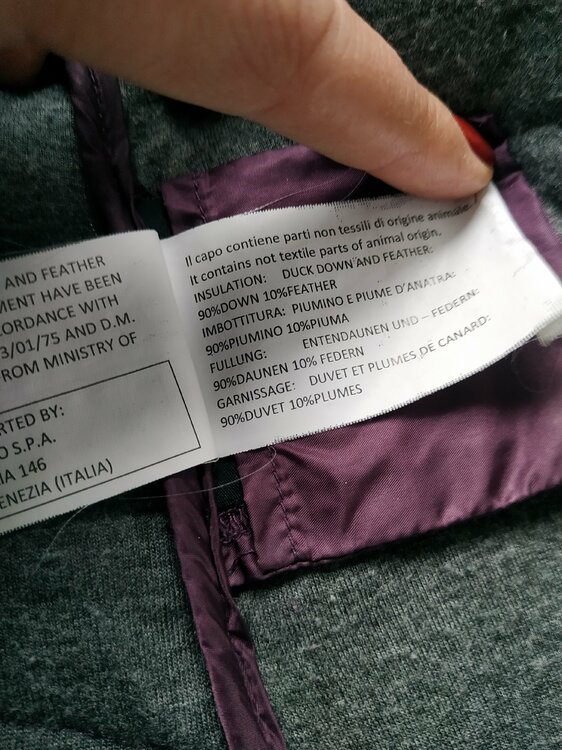 AND FEATHER
MENT HAVE BEEN
CORDANCE WITH
3/01/75 AND D.M.
FROM MINISTRY OF
RTED BY:
O S.P.A.
IA 146
ENEZIA (ITALIA)
Il capo contiene parti non tessili di origine animale.
It contains not textile parts of animal origin.
INSULATION: DUCK DOWN AND FEATHER:
90%DOWN 10%FEATHER
IMBOTTITURA: PIUMINO E PIUME D'ANATRA:
90%PIUMINO 10%PIUMA
FULLUNG: ENTENDAUNEN UND – FEDERN:
90%DAUNEN 10% FEDERN
GARNISSAGE: DUVET ET PLUMES DE CANARD:
90%DUVET 10%PLUMES